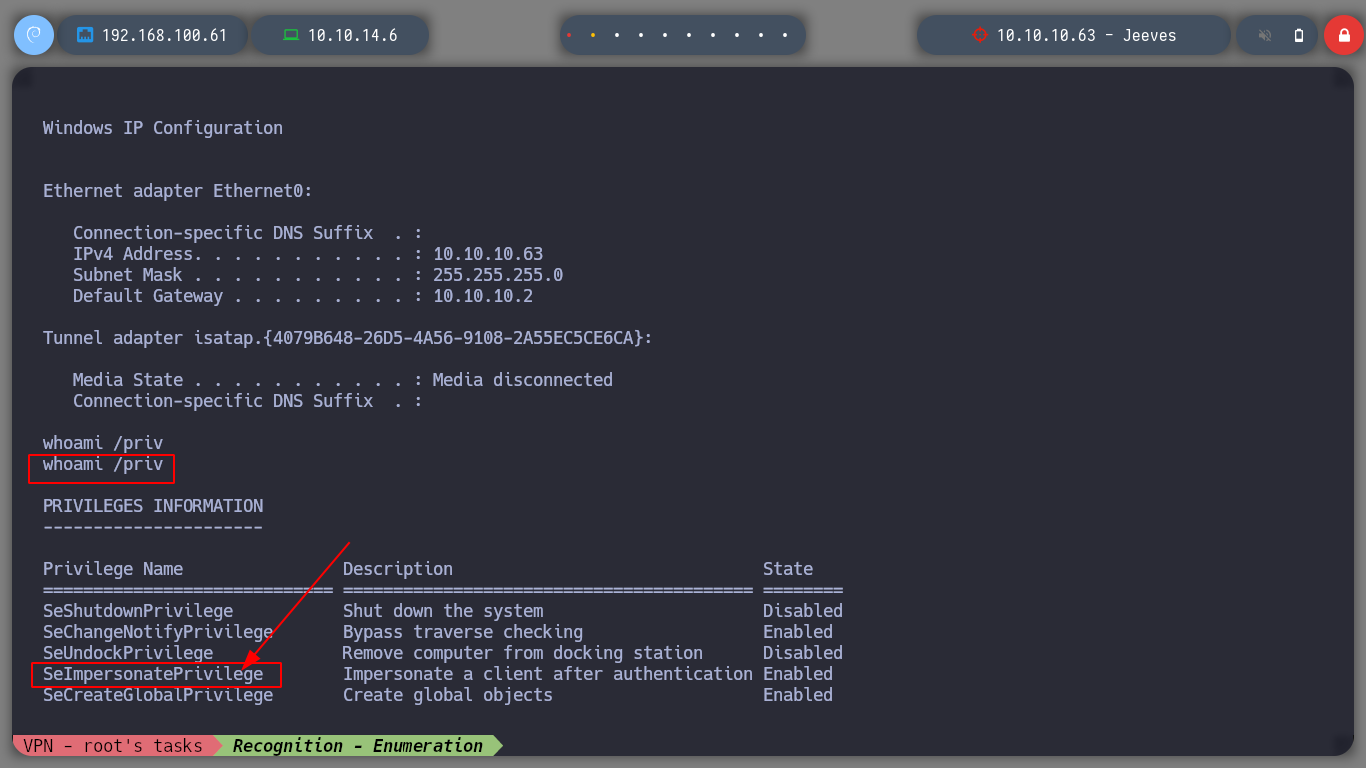 192.168.100.61 10.10.14.6 10.10.10.63 - Jeeves
Windows IP Configuration
Ethernet adapter Ethernet0:
Connection-specific DNS Suffix  . :
IPv4 Address. . . . . . . . . . . : 10.10.10.63
Subnet Mask . . . . . . . . . . . : 255.255.255.0
Default Gateway . . . . . . . . . : 10.10.10.2
Tunnel adapter isatap.{4079B648-26D5-4A56-9108-2A55EC5CE6CA}:
Media State . . . . . . . . . . . : Media disconnected
Connection-specific DNS Suffix  . :
whoami /priv
whoami /priv
PRIVILEGES INFORMATION
----------------------
Privilege Name                Description                               State
============================= ========================================= ========
SeShutdownPrivilege           Shut down the system                      Disabled
SeChangeNotifyPrivilege       Bypass traverse checking                  Enabled
SeUndockPrivilege             Remove computer from docking station      Disabled
SeImpersonatePrivilege        Impersonate a client after authentication Enabled
SeCreateGlobalPrivilege       Create global objects                     Enabled
VPN - root's tasks Recognition - Enumeration